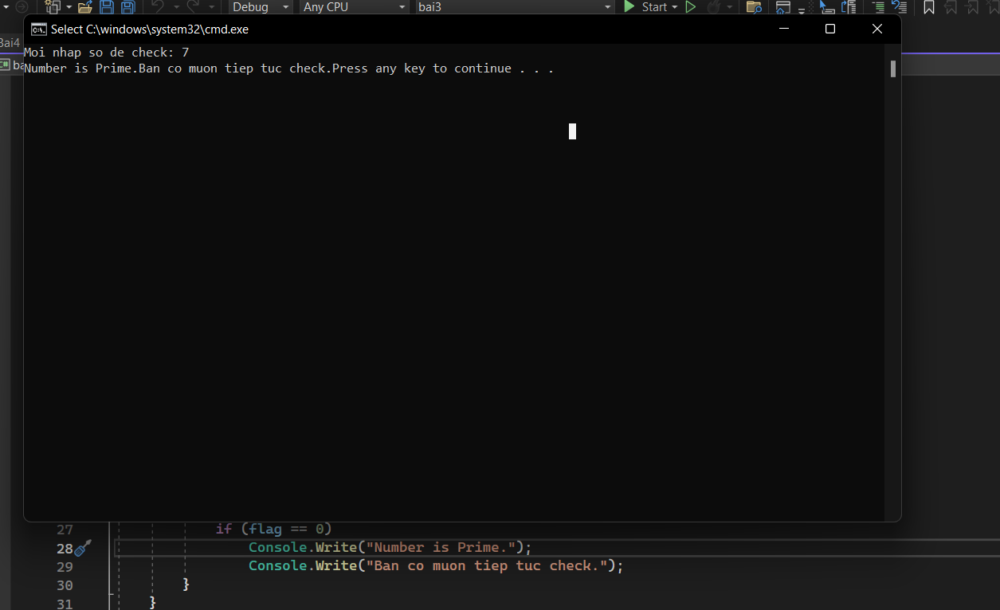 Debug Any CPU bai3 Start
Select C:\windows\system32\cmd.exe
Bai4
Moi nhap so de check: 7
ba
Number is Prime.Ban co muon tiep tuc check.Press any key to continue . . .
27 if (flag == 0)
28 Console.Write("Number is Prime.");
29 Console.Write("Ban co muon tiep tuc check.");
30 }
31 }